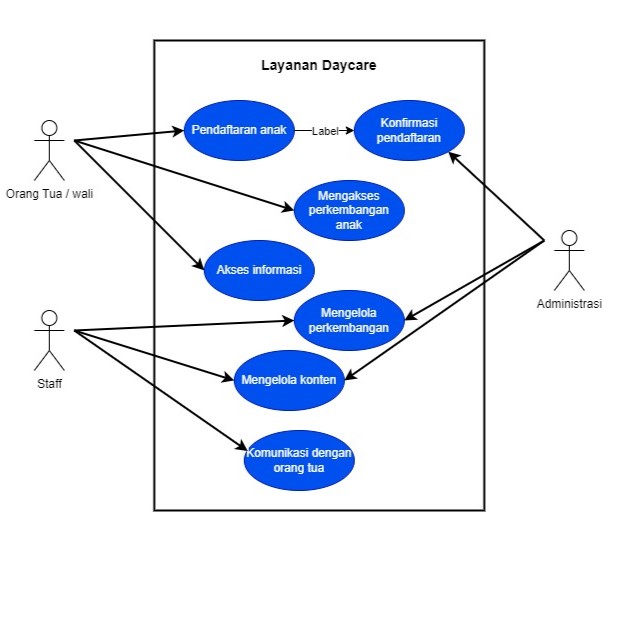 Layanan Daycare
Pendaftaran anak
Label
Konfirmasi
pendaftaran
Orang Tua / wali
Mengakses
perkembangan
anak
Akses informasi
Administrasi
Mengelola
perkembangan
Staff
Mengelola konten
Komunikasi dengan
orang tua